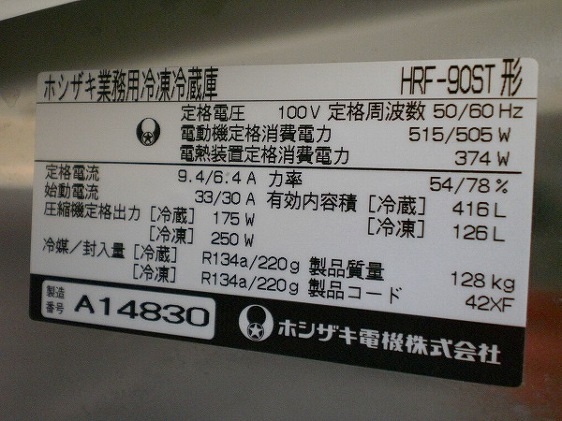 ホシザキ業務用冷凍冷蔵庫 HRF-90ST 形
定格電圧 100V 定格周波数 50/60 Hz
電動機定格消費電力 515/505 W
電熱装置定格消費電力 374 W
定格電流 9.4/6.4 A 力率 54/78 %
始動電流 33/30 A 有効内容積 [冷蔵] 416 L
圧縮機定格出力 [冷蔵] 175 W [冷凍] 126 L
[冷凍] 250 W
冷媒/封入量 [冷蔵] R134a/220g 製品質量 128 kg
[冷凍] R134a/220g 製品コード 42XF
製造番号 A14830 ホシザキ電機株式会社